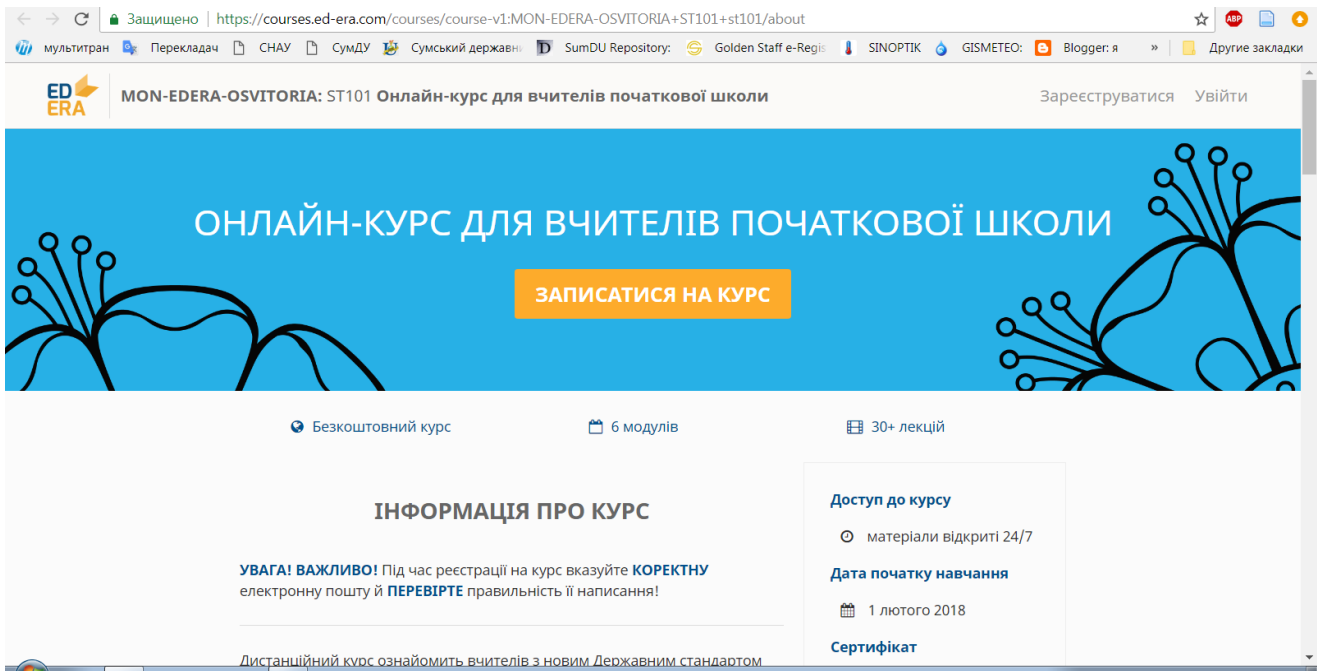 Защищено | https://courses.ed-era.com/courses/course-v1:MON-EDERA-OSVITORIA+ST101+st101/about
ABP
мультитран Перекладач СНАУ СумДУ Сумський державн SumDU Repository: Golden Staff e-Regis SINOPTIK GISMETEO: Blogger: я » Другие закладки
ED ERA
MON-EDERA-OSVITORIA: ST101 Онлайн-курс для вчителів початкової школи
Зареєструватися Увійти
ОНЛАЙН-КУРС ДЛЯ ВЧИТЕЛІВ ПОЧАТКОВОЇ ШКОЛИ
ЗАПИСАТИСЯ НА КУРС
Безкоштовний курс 6 модулів 30+ лекцій
ІНФОРМАЦІЯ ПРО КУРС
УВАГА! ВАЖЛИВО! Під час реєстрації на курс вказуйте КОРЕКТНУ
електронну пошту й ПЕРЕВІРТЕ правильність її написання!
Дистанційний курс ознайомить вчителів з новим Державним стандартом
Доступ до курсу
матеріали відкриті 24/7
Дата початку навчання
1 лютого 2018
Сертифікат